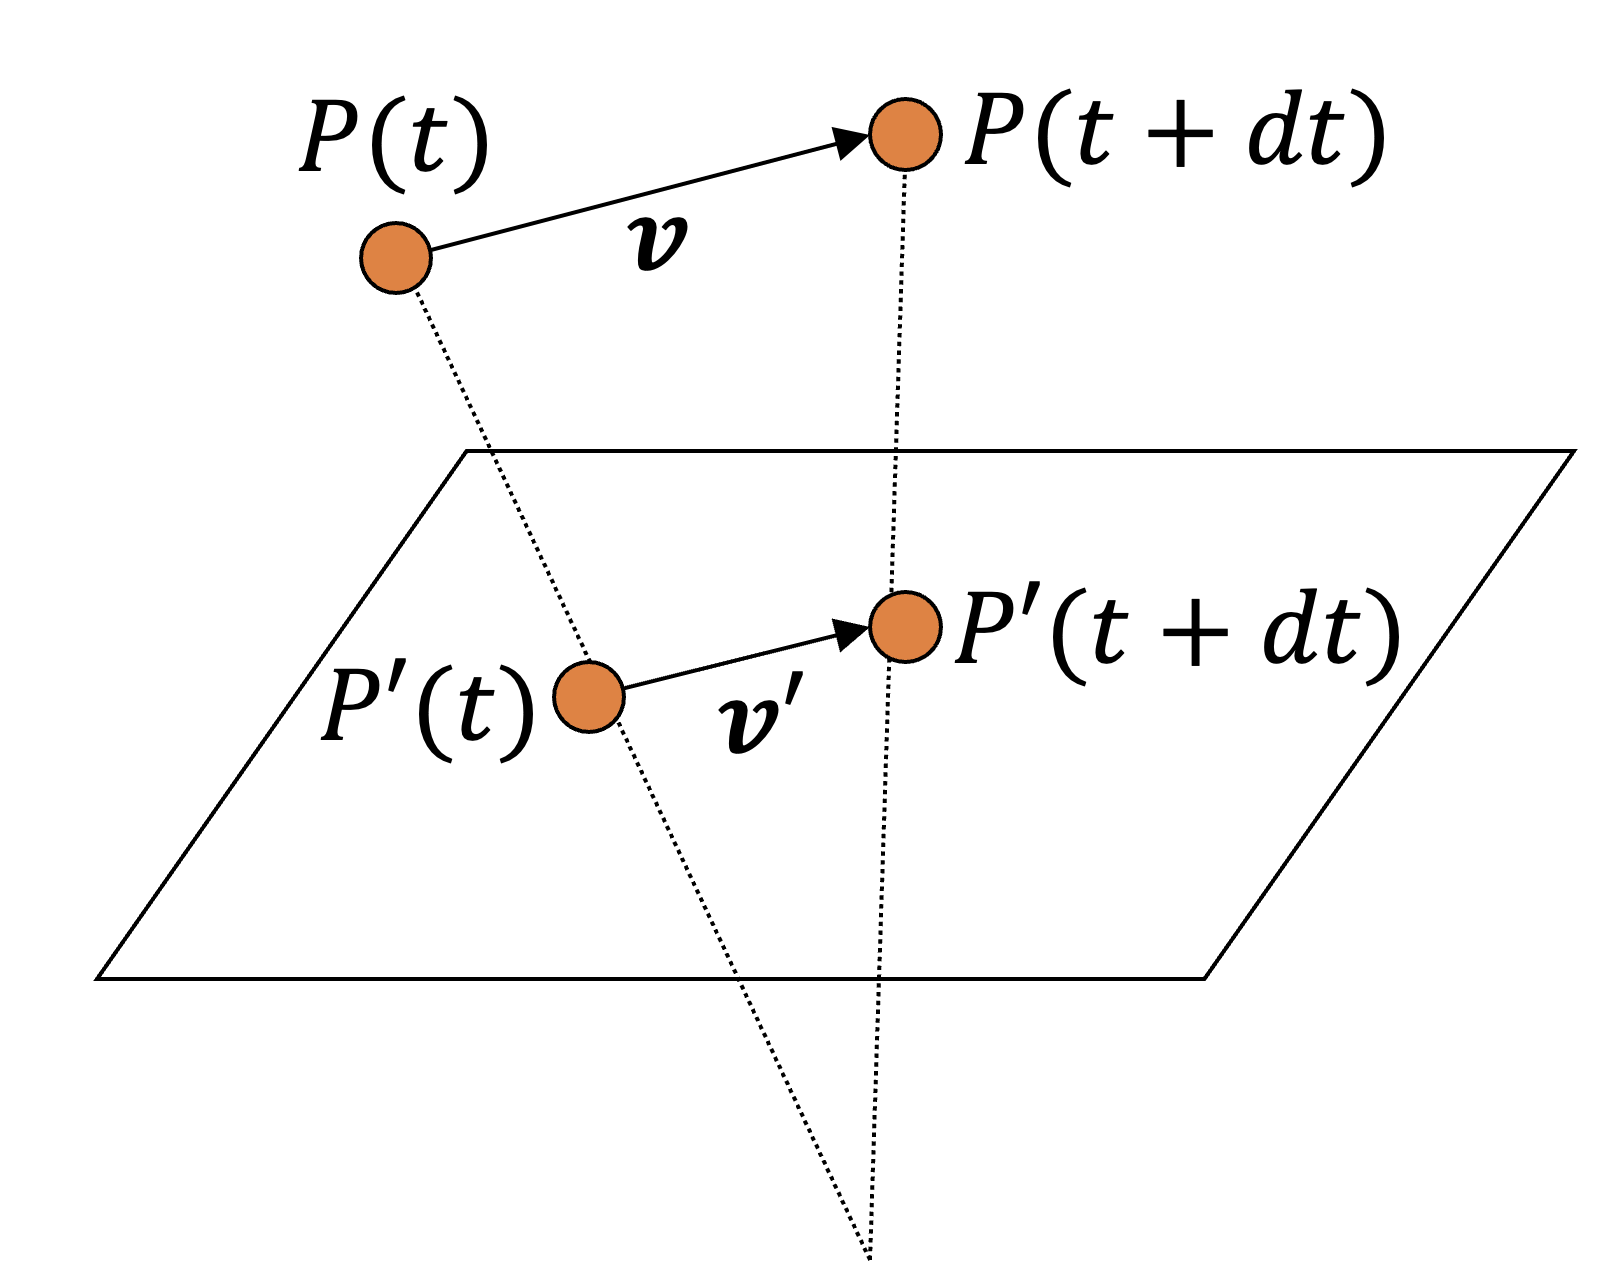 P(t)
P(t + dt)
v
P′(t)
P′(t + dt)
v′